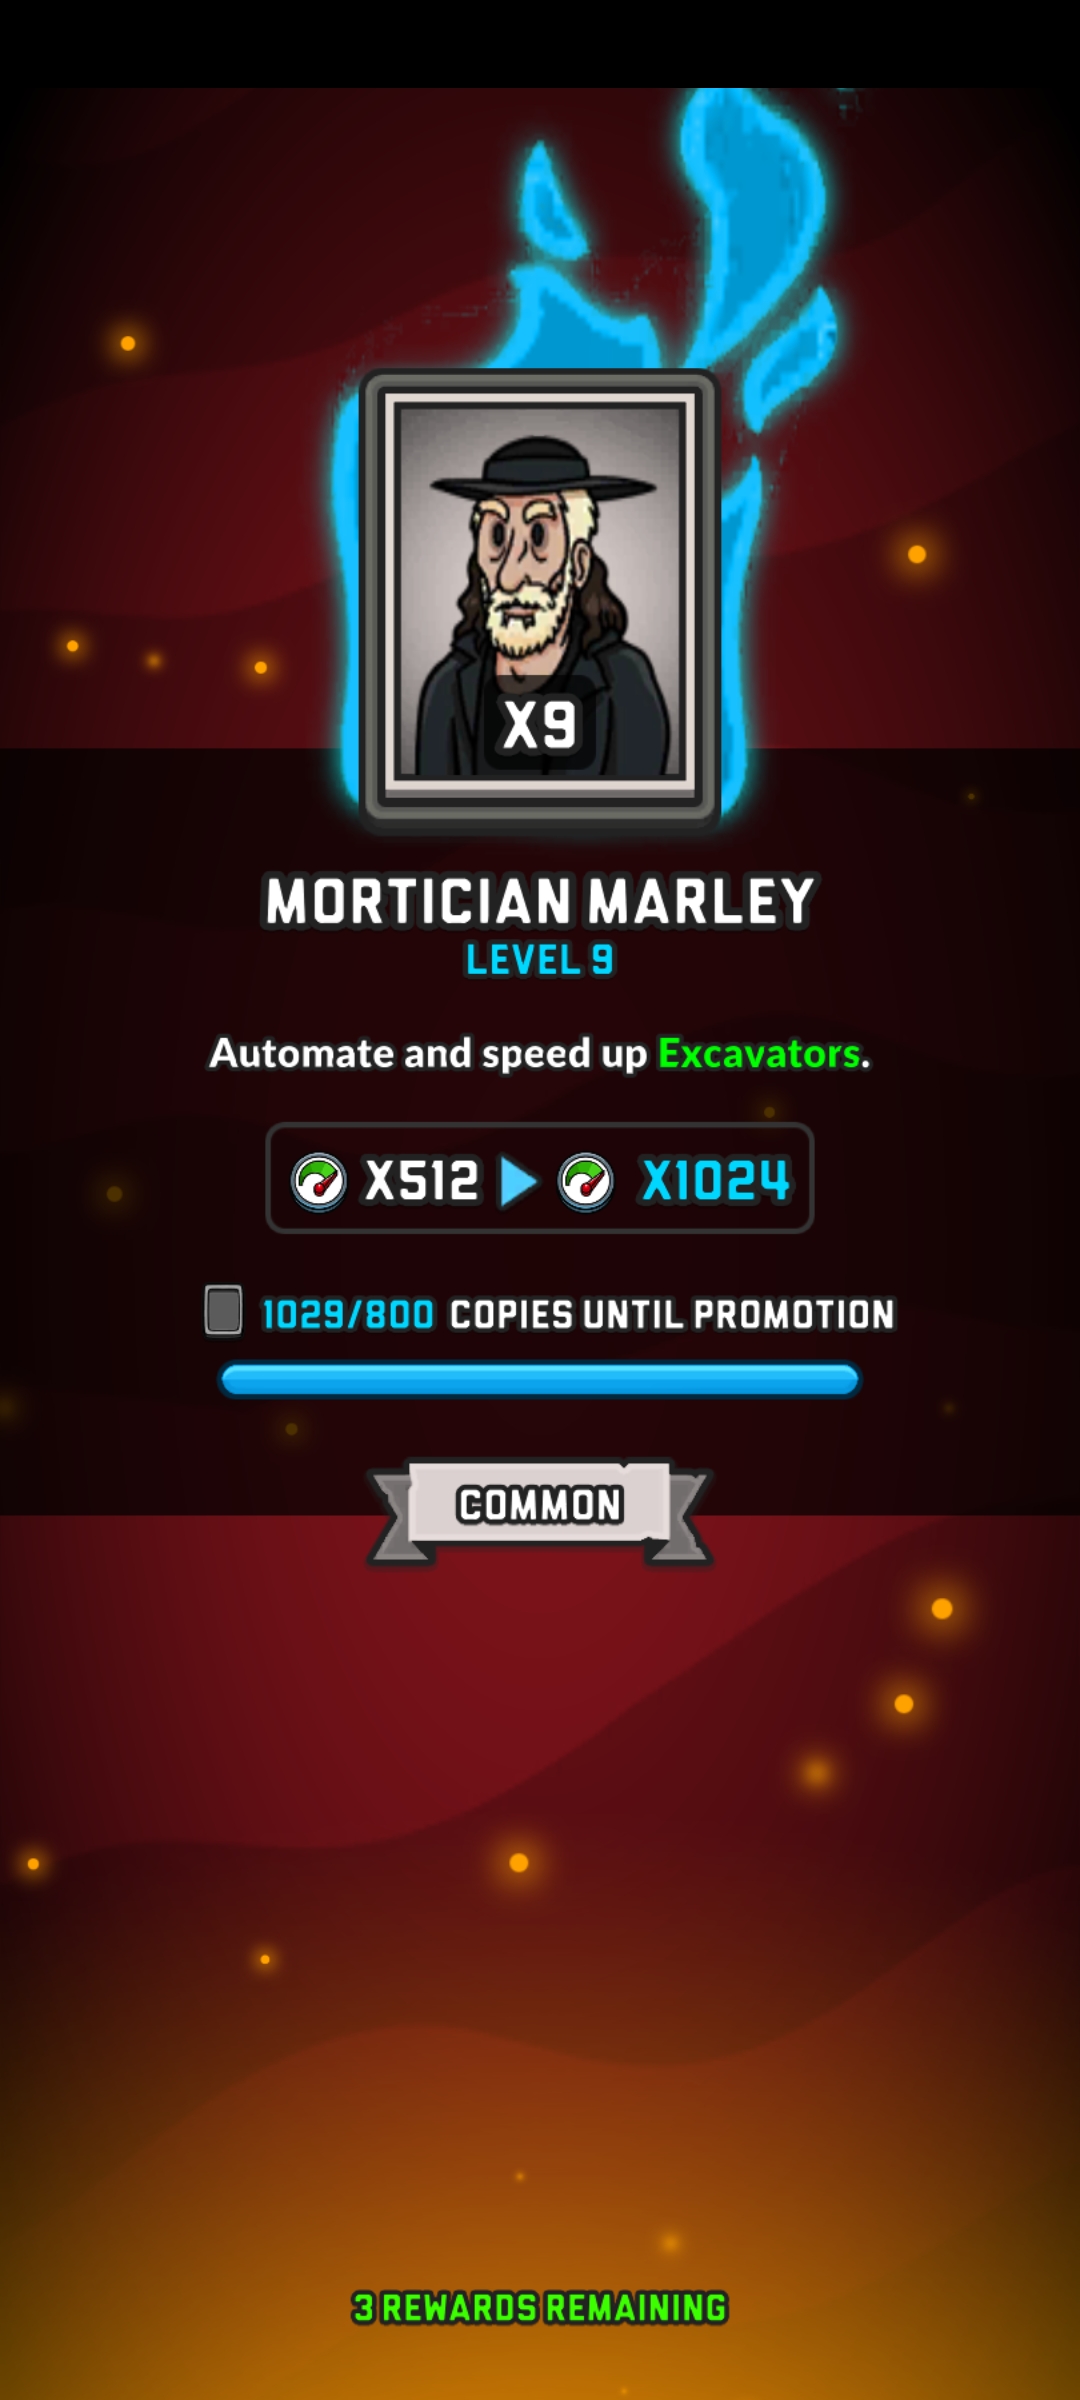 X9
MORTICIAN MARLEY
LEVEL 9
Automate and speed up Excavators.
X512 X1024
1029/800 COPIES UNTIL PROMOTION
COMMON
3 REWARDS REMAINING